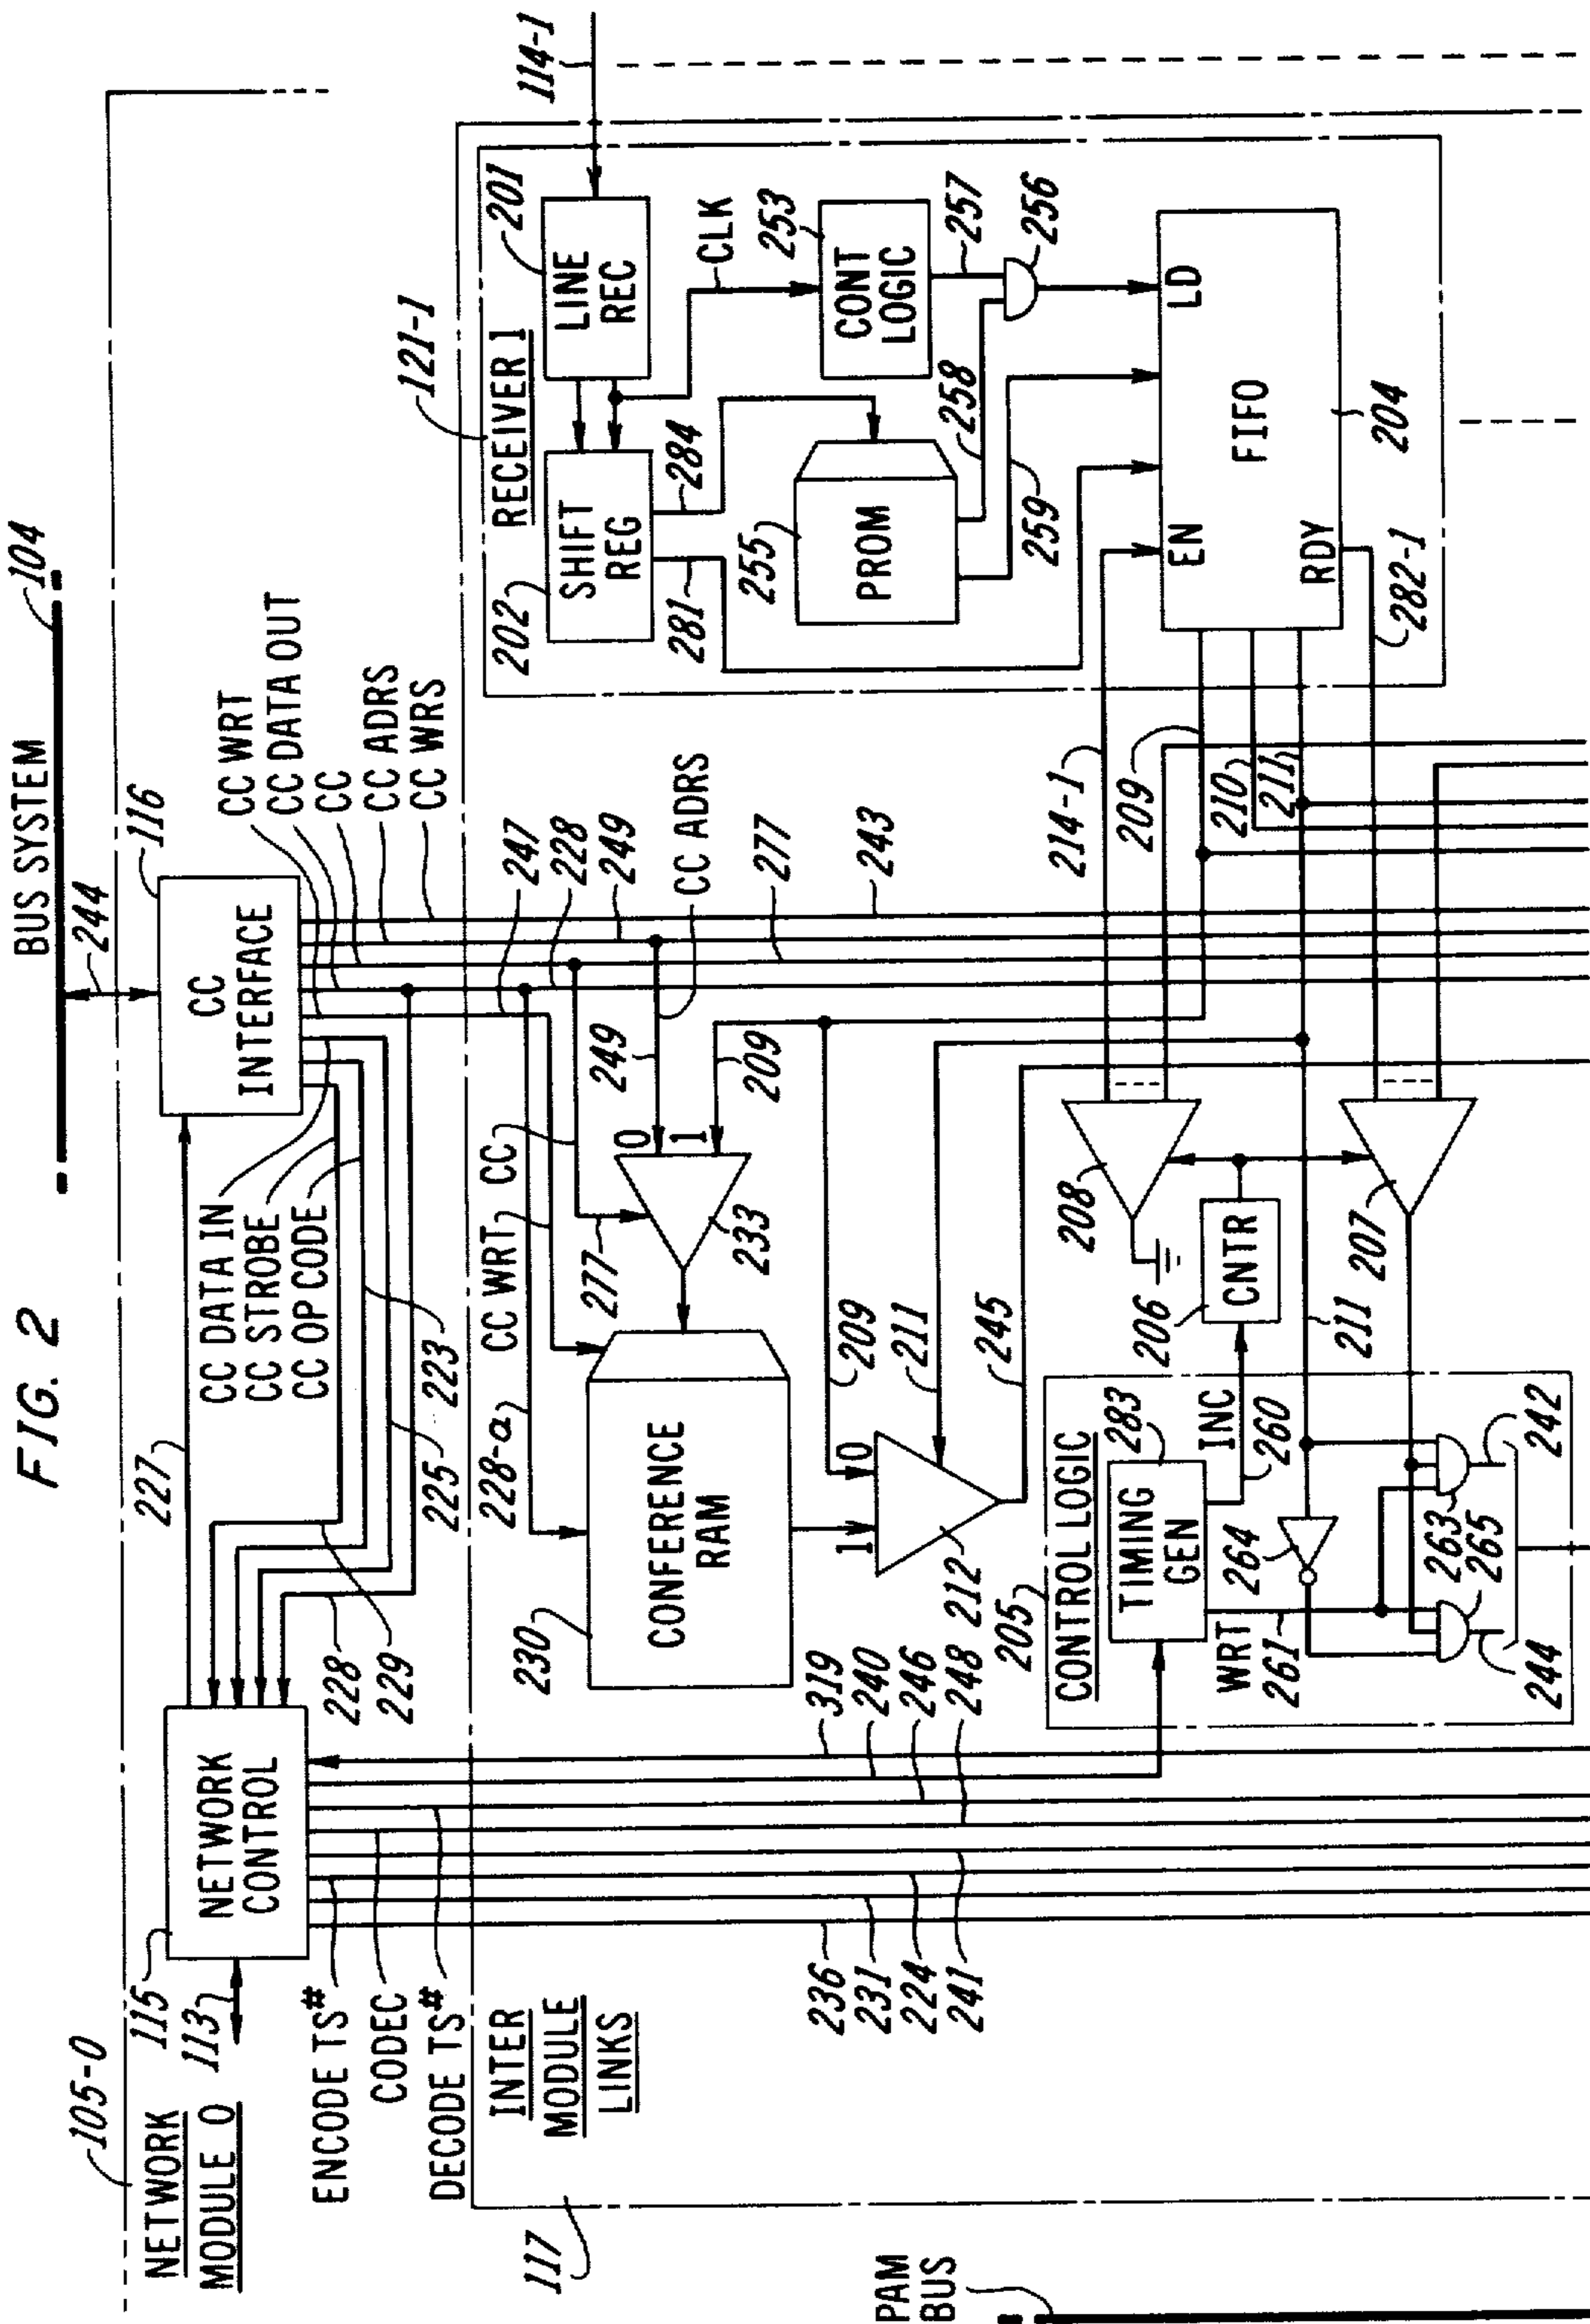 FIG. 2
BUS SYSTEM
104
244
116
CC
INTERFACE
227
NETWORK
CONTROL
115
113
105-0
NETWORK
MODULE 0
CC DATA IN
CC STROBE
CC OP CODE
223
225
229
228
CC WRT
CC DATA OUT
CC
CC ADRS
CC WRS
247
228
249
CC ADRS
277
243
ENCODE TS#
CODEC
DECODE TS#
INTER
MODULE
LINKS
117
PAM
BUS
236
231
224
241
319
240
246
248
228-a
CC WRT
CC
277
249
209
0
1
233
230
CONFERENCE
RAM
1
0
212
209
211
245
205
CONTROL LOGIC
TIMING
GEN
283
INC
260
WRT
261
264
263
265
244
242
206
CNTR
208
207
211
214-1
209
210
211
282-1
121-1
RECEIVER 1
114-1
201
LINE
REC
202
SHIFT
REG
281
284
CLK
253
CONT
LOGIC
257
256
255
PROM
258
259
EN
LD
FIFO
RDY
204